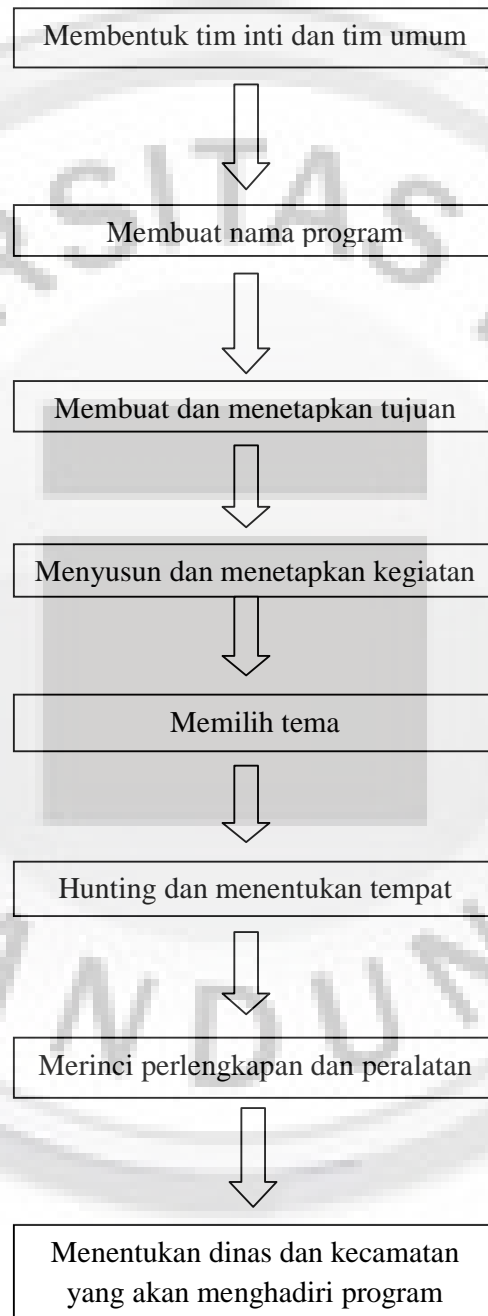 Membentuk tim inti dan tim umum
Membuat nama program
Membuat dan menetapkan tujuan
Menyusun dan menetapkan kegiatan
Memilih tema
Hunting dan menentukan tempat
Merinci perlengkapan dan peralatan
Menentukan dinas dan kecamatan
yang akan menghadiri program